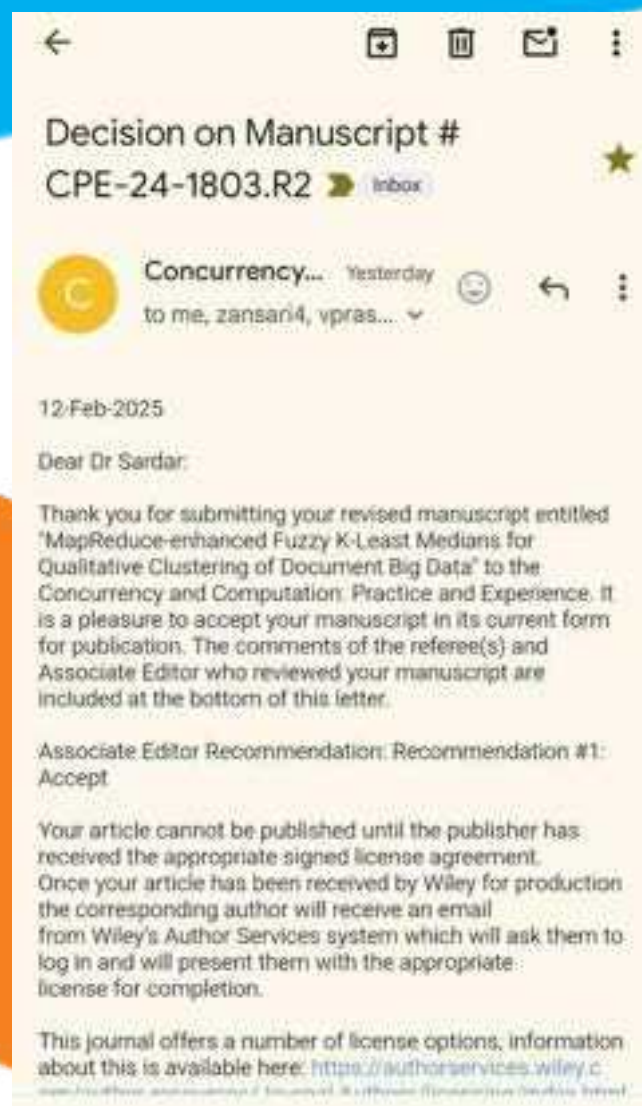 Decision on Manuscript #
CPE-24-1803.R2 Inbox
C
Concurrency... Yesterday
to me, zansari4, vpras...
12-Feb-2025
Dear Dr Sardar:
Thank you for submitting your revised manuscript entitled
"MapReduce-enhanced Fuzzy K-Least Medians for
Qualitative Clustering of Document Big Data" to the
Concurrency and Computation: Practice and Experience. It
is a pleasure to accept your manuscript in its current form
for publication. The comments of the referee(s) and
Associate Editor who reviewed your manuscript are
included at the bottom of this letter.
Associate Editor Recommendation: Recommendation #1:
Accept
Your article cannot be published until the publisher has
received the appropriate signed license agreement.
Once your article has been received by Wiley for production
the corresponding author will receive an email
from Wiley's Author Services system which will ask them to
log in and will present them with the appropriate
license for completion.
This journal offers a number of license options, information
about this is available here: https://authorservices.wiley.c